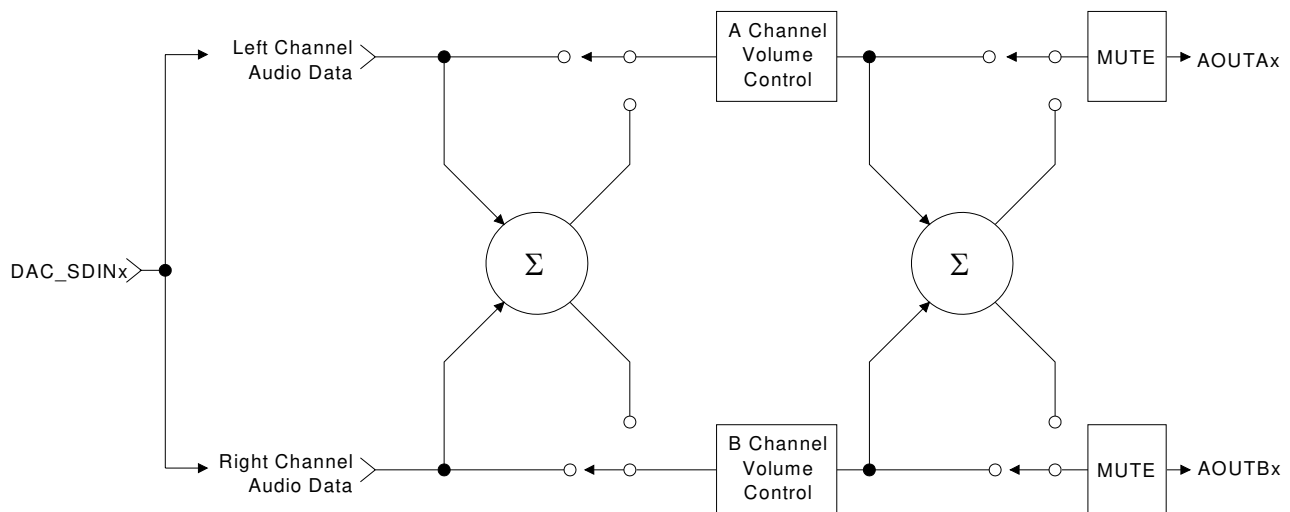 Left Channel
Audio Data
A Channel
Volume
Control
MUTE
AOUTAx
Σ
Σ
DAC_SDINx
Right Channel
Audio Data
B Channel
Volume
Control
MUTE
AOUTBx